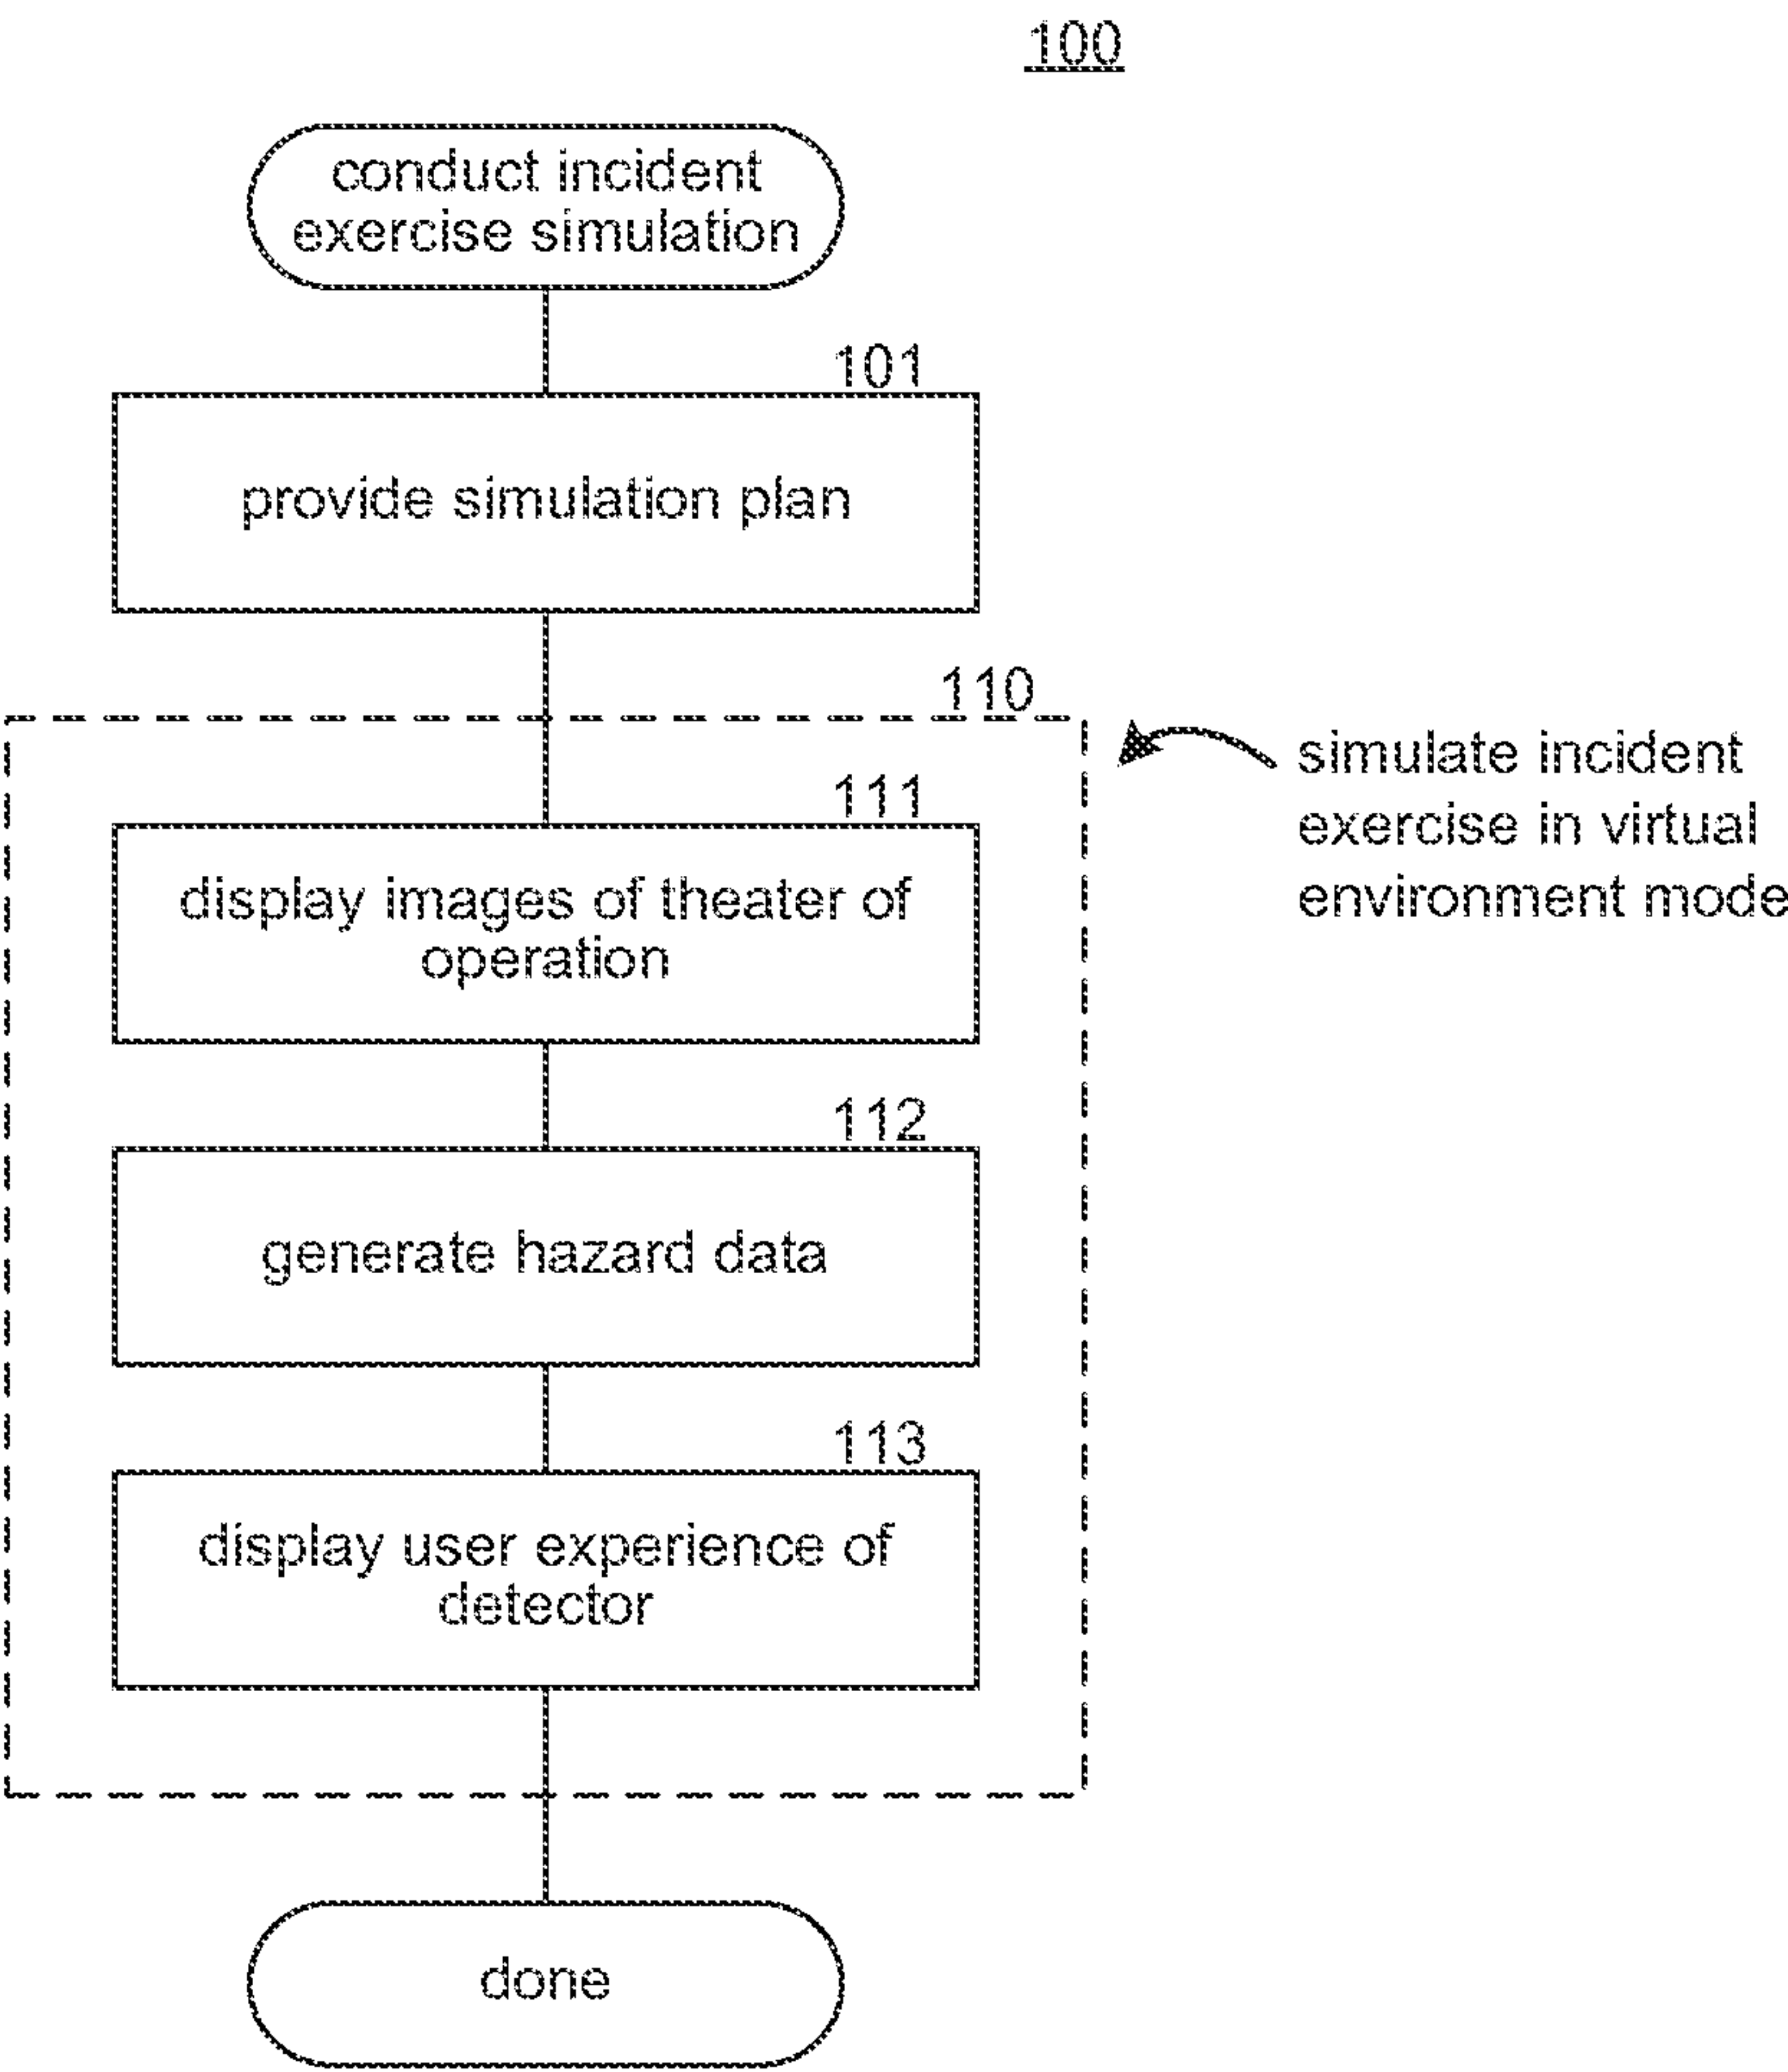 100
conduct incident
exercise simulation
101
provide simulation plan
110
simulate incident
exercise in virtual
environment mode
111
display images of theater of
operation
112
generate hazard data
113
display user experience of
detector
done